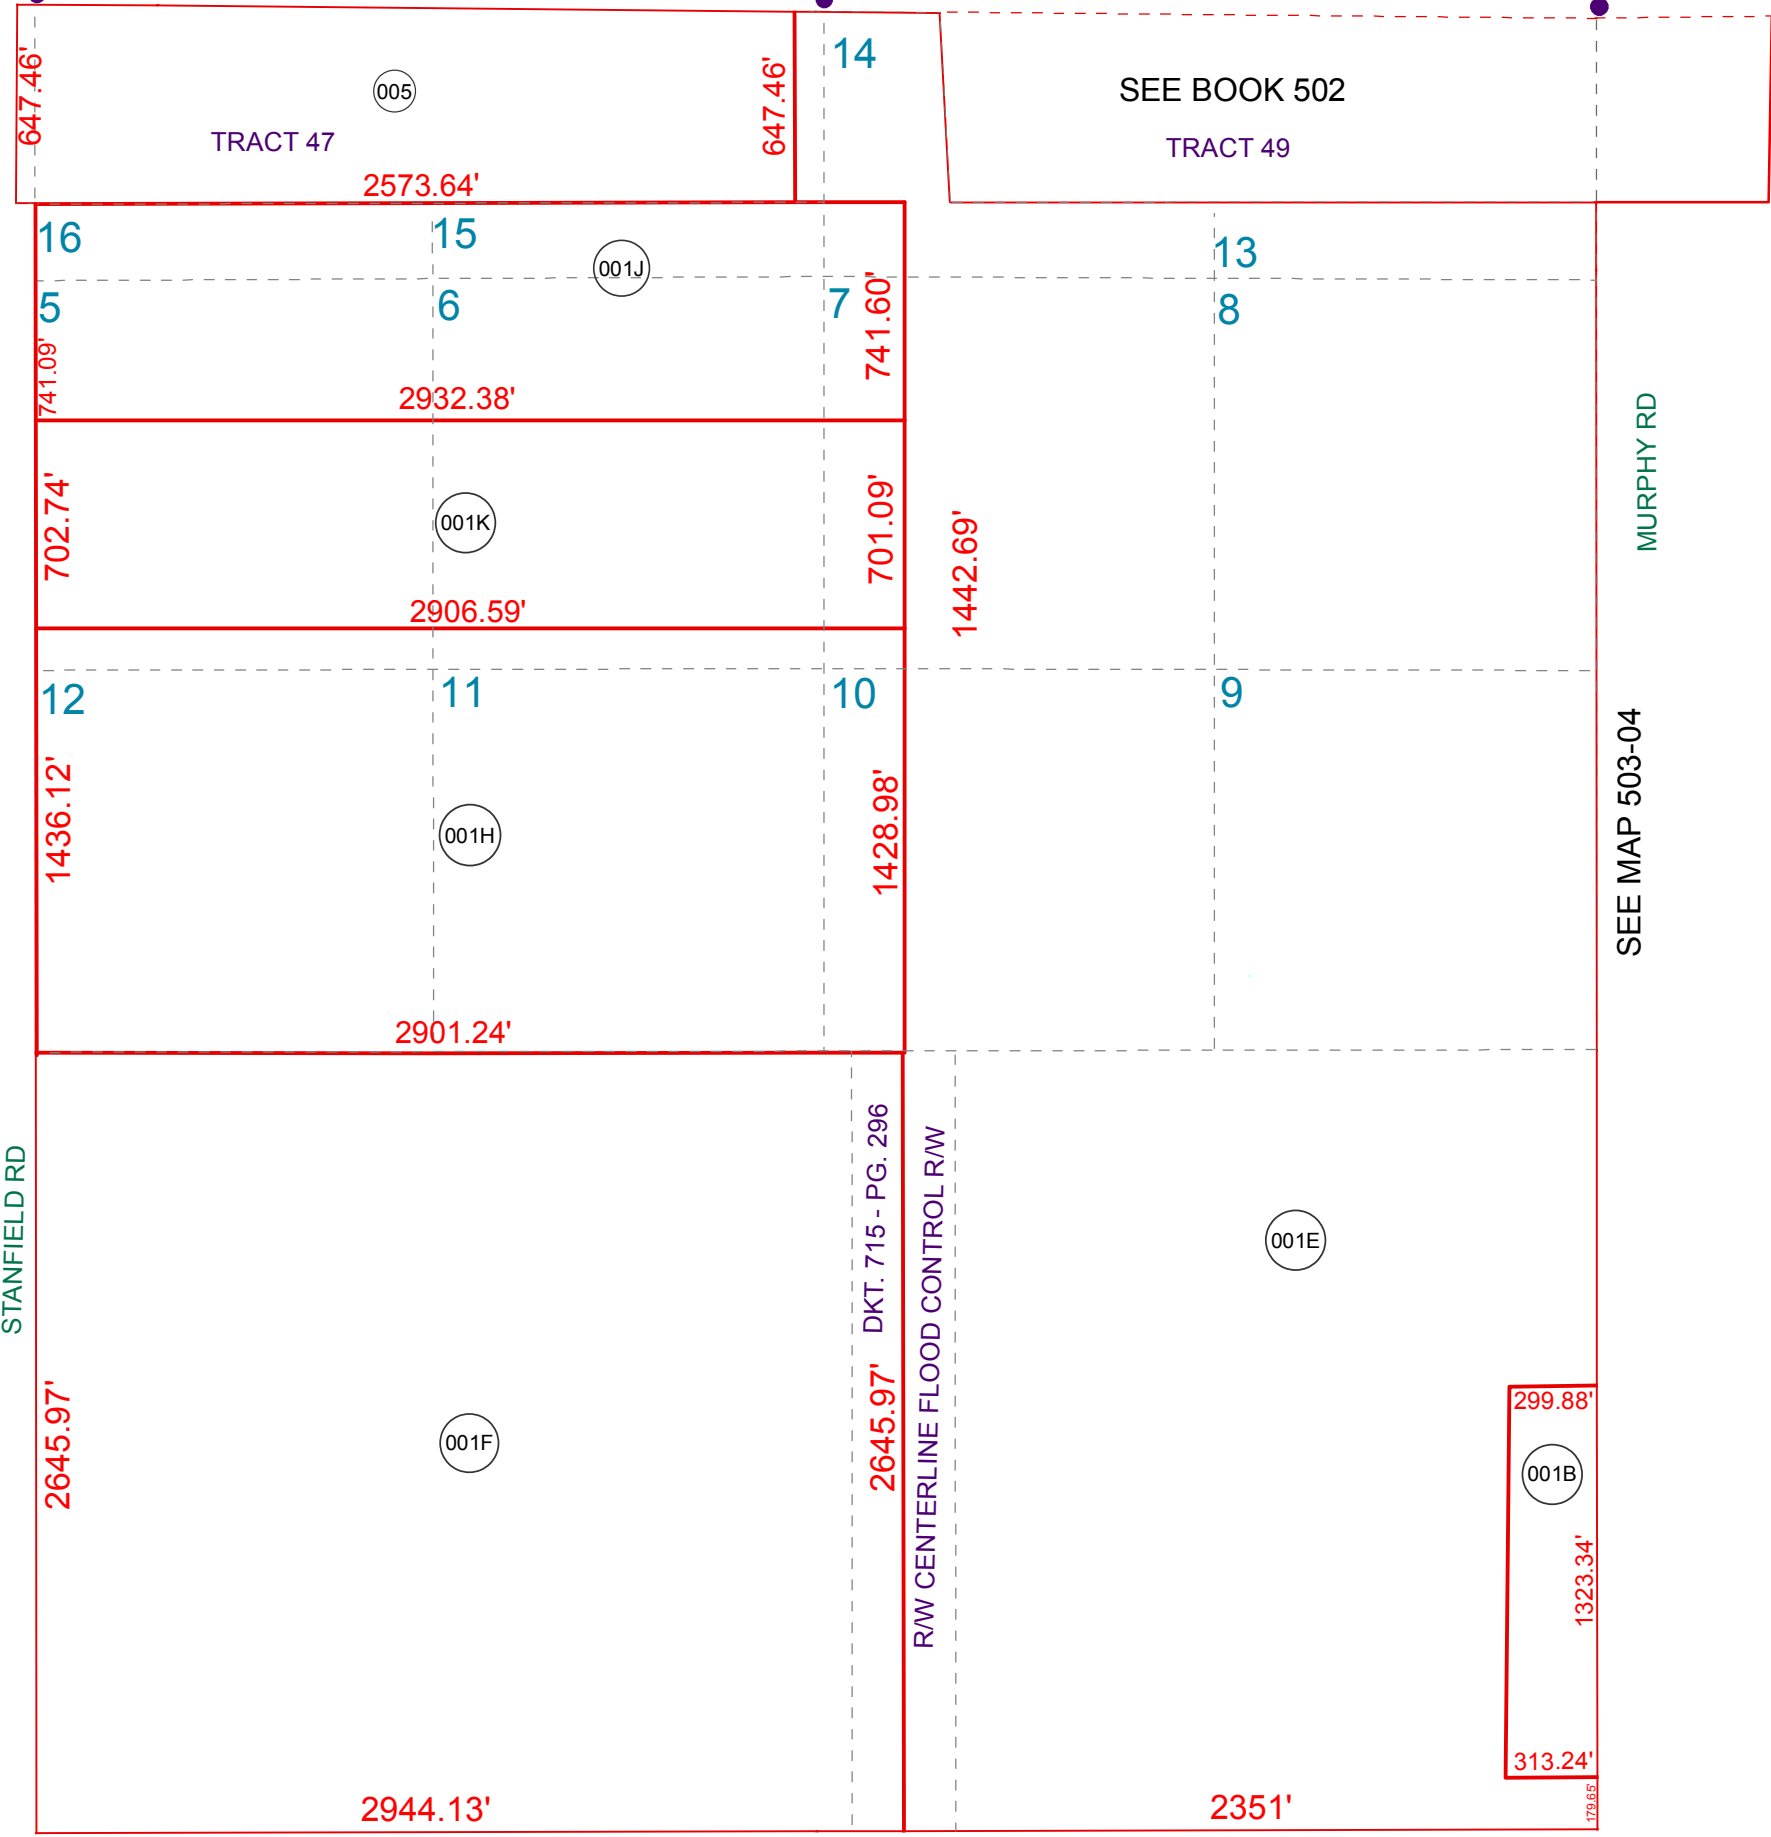 14
647.46'
005
647.46'
SEE BOOK 502
TRACT 47
TRACT 49
2573.64'
16
15
13
001J
5
6
7
8
741.60'
741.09'
2932.38'
MURPHY RD
702.74'
001K
701.09'
1442.69'
2906.59'
12
11
10
9
1436.12'
001H
1428.98'
SEE MAP 503-04
2901.24'
STANFIELD RD
DKT. 715 - PG. 296
R/W CENTERLINE FLOOD CONTROL R/W
001E
2645.97'
001F
2645.97'
299.88'
001B
1323.34'
313.24'
179.65'
2944.13'
2351'